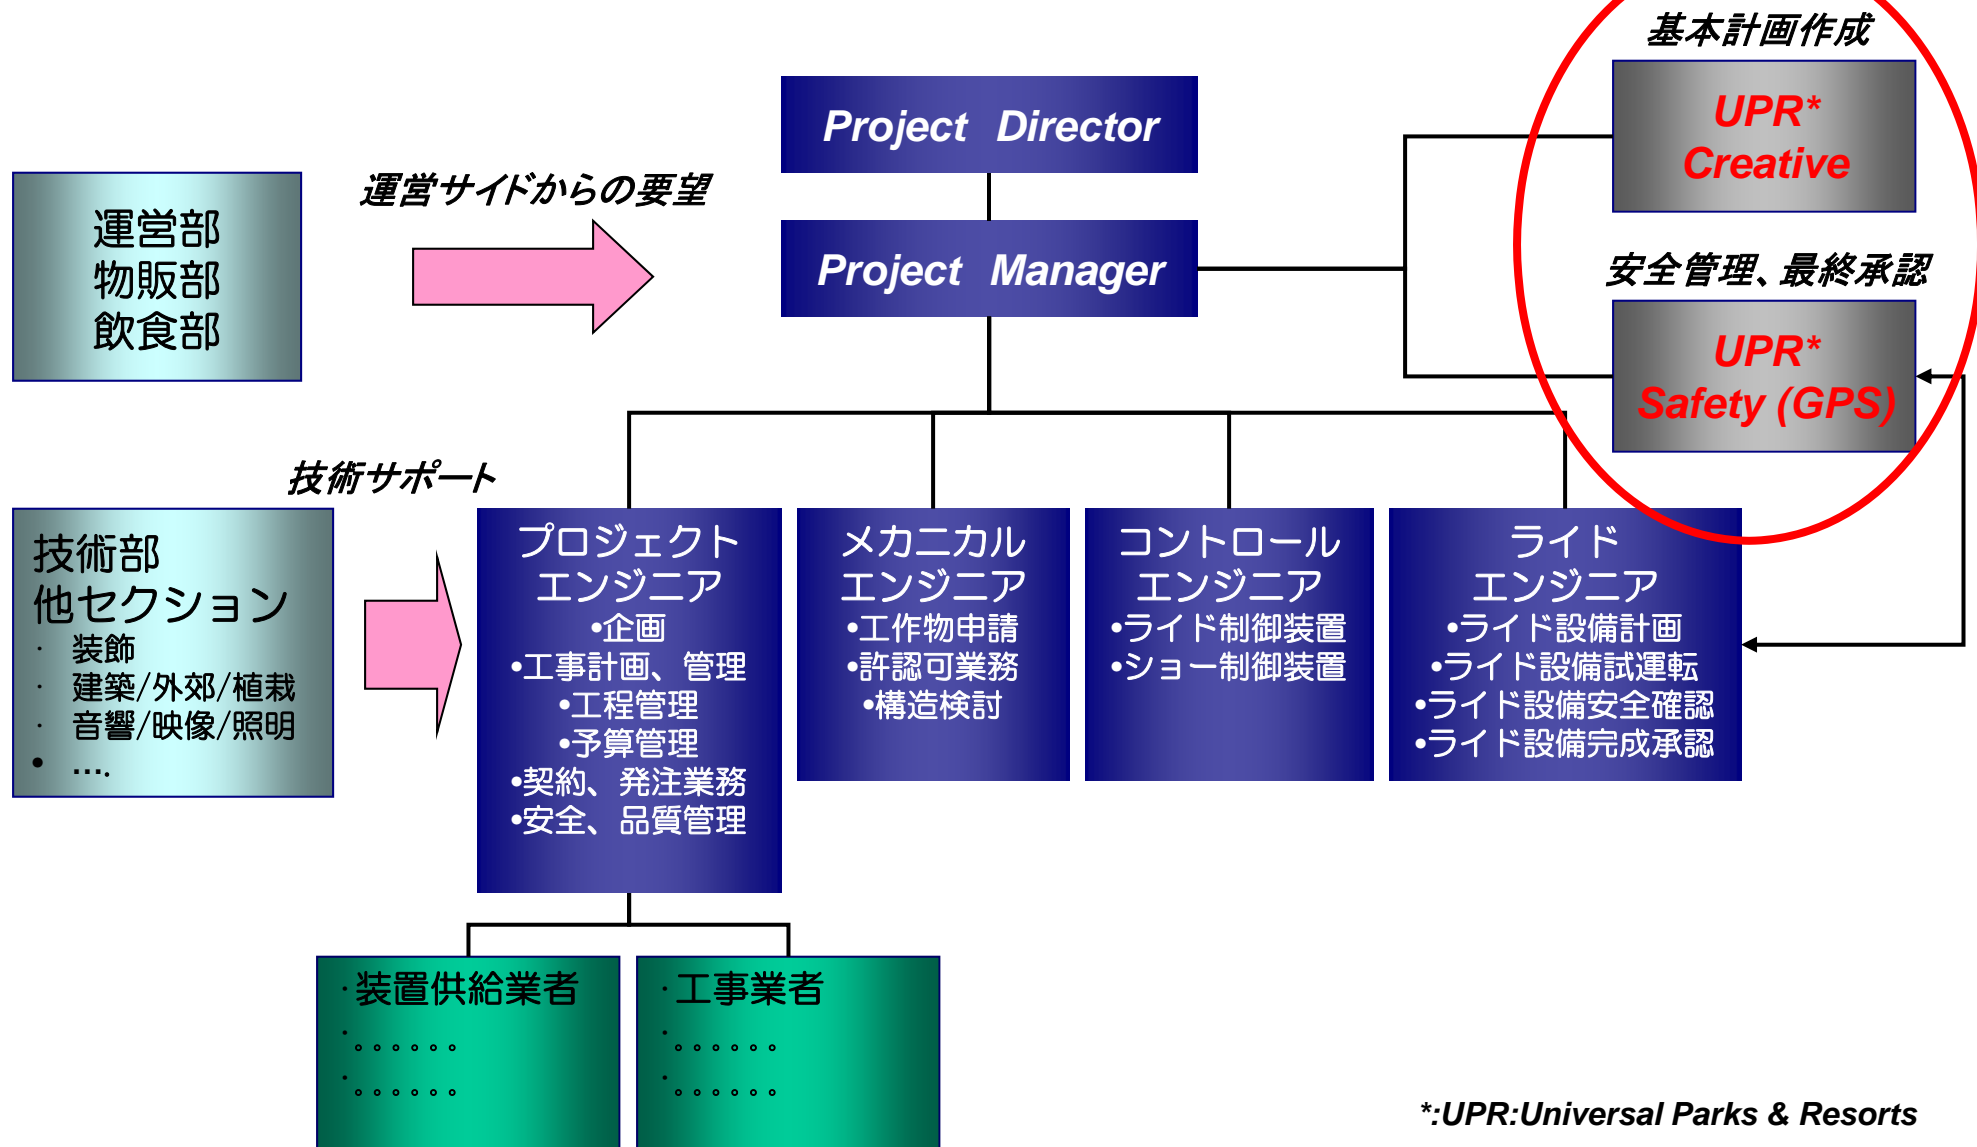 基本計画作成
UPR*
Creative
Project Director
運営サイドからの要望
運営部
物販部
飲食部
Project Manager
安全管理、最終承認
UPR*
Safety (GPS)
技術サポート
技術部
他セクション
· 装飾
· 建築/外郊/植栽
· 音響/映像/照明
• ….
プロジェクト
エンジニア
•企画
•工事計画、管理
•工程管理
•予算管理
•契約、発注業務
•安全、品質管理
メカニカル
エンジニア
•工作物申請
•許認可業務
•構造検討
コントロール
エンジニア
•ライド制御装置
•ショー制御装置
ライド
エンジニア
•ライド設備計画
•ライド設備試運転
•ライド設備安全確認
•ライド設備完成承認
·装置供給業者
·。。。。。。
·。。。。。。
·工事業者
·。。。。。。
·。。。。。。
*:UPR:Universal Parks & Resorts